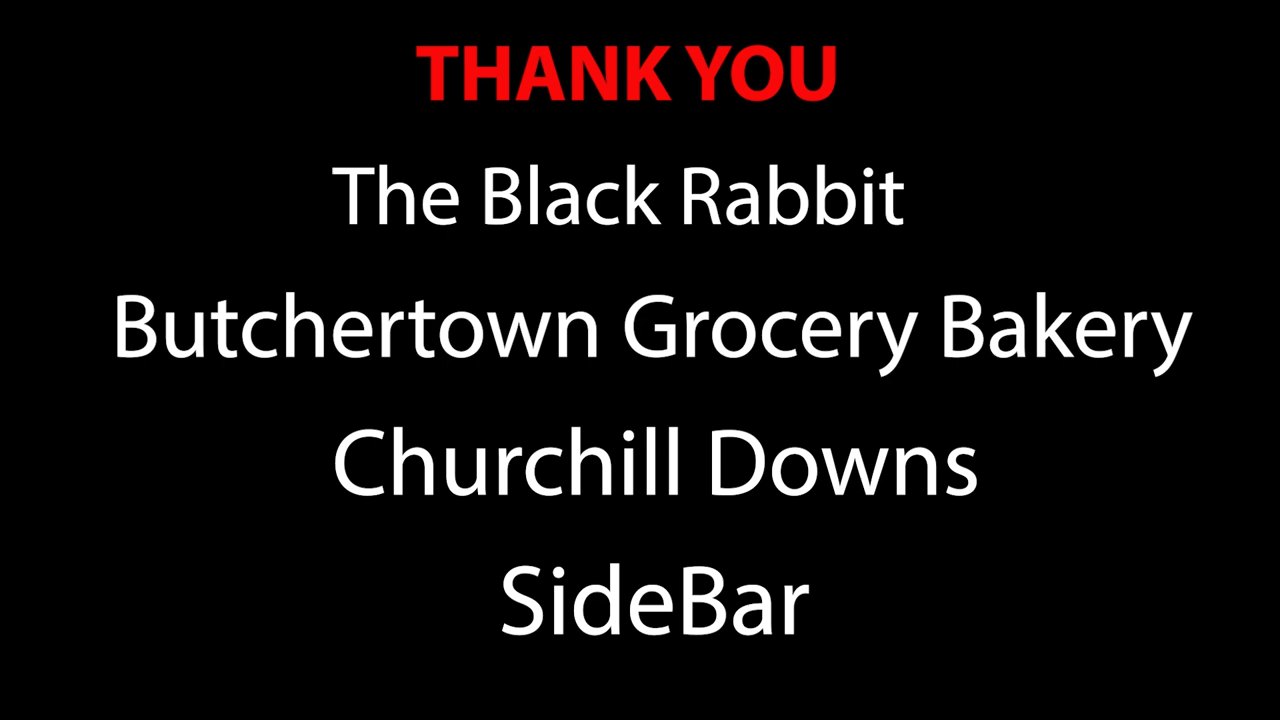 THANK YOU
The Black Rabbit
Butchertown Grocery Bakery
Churchill Downs
SideBar